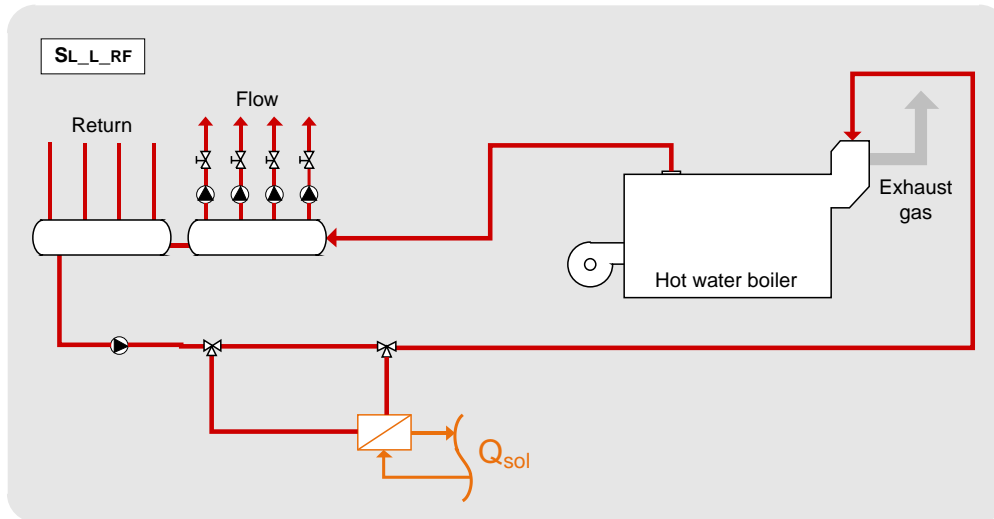 SL_L_RF
Flow
Return
Exhaust
gas
Hot water boiler
Qsol